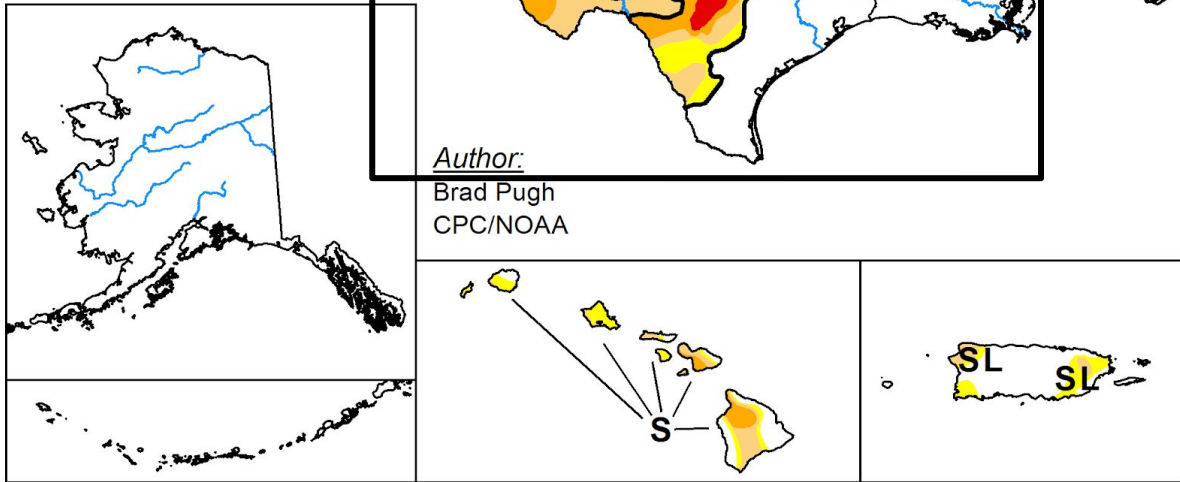 Author:
Brad Pugh
CPC/NOAA
S
SL
SL